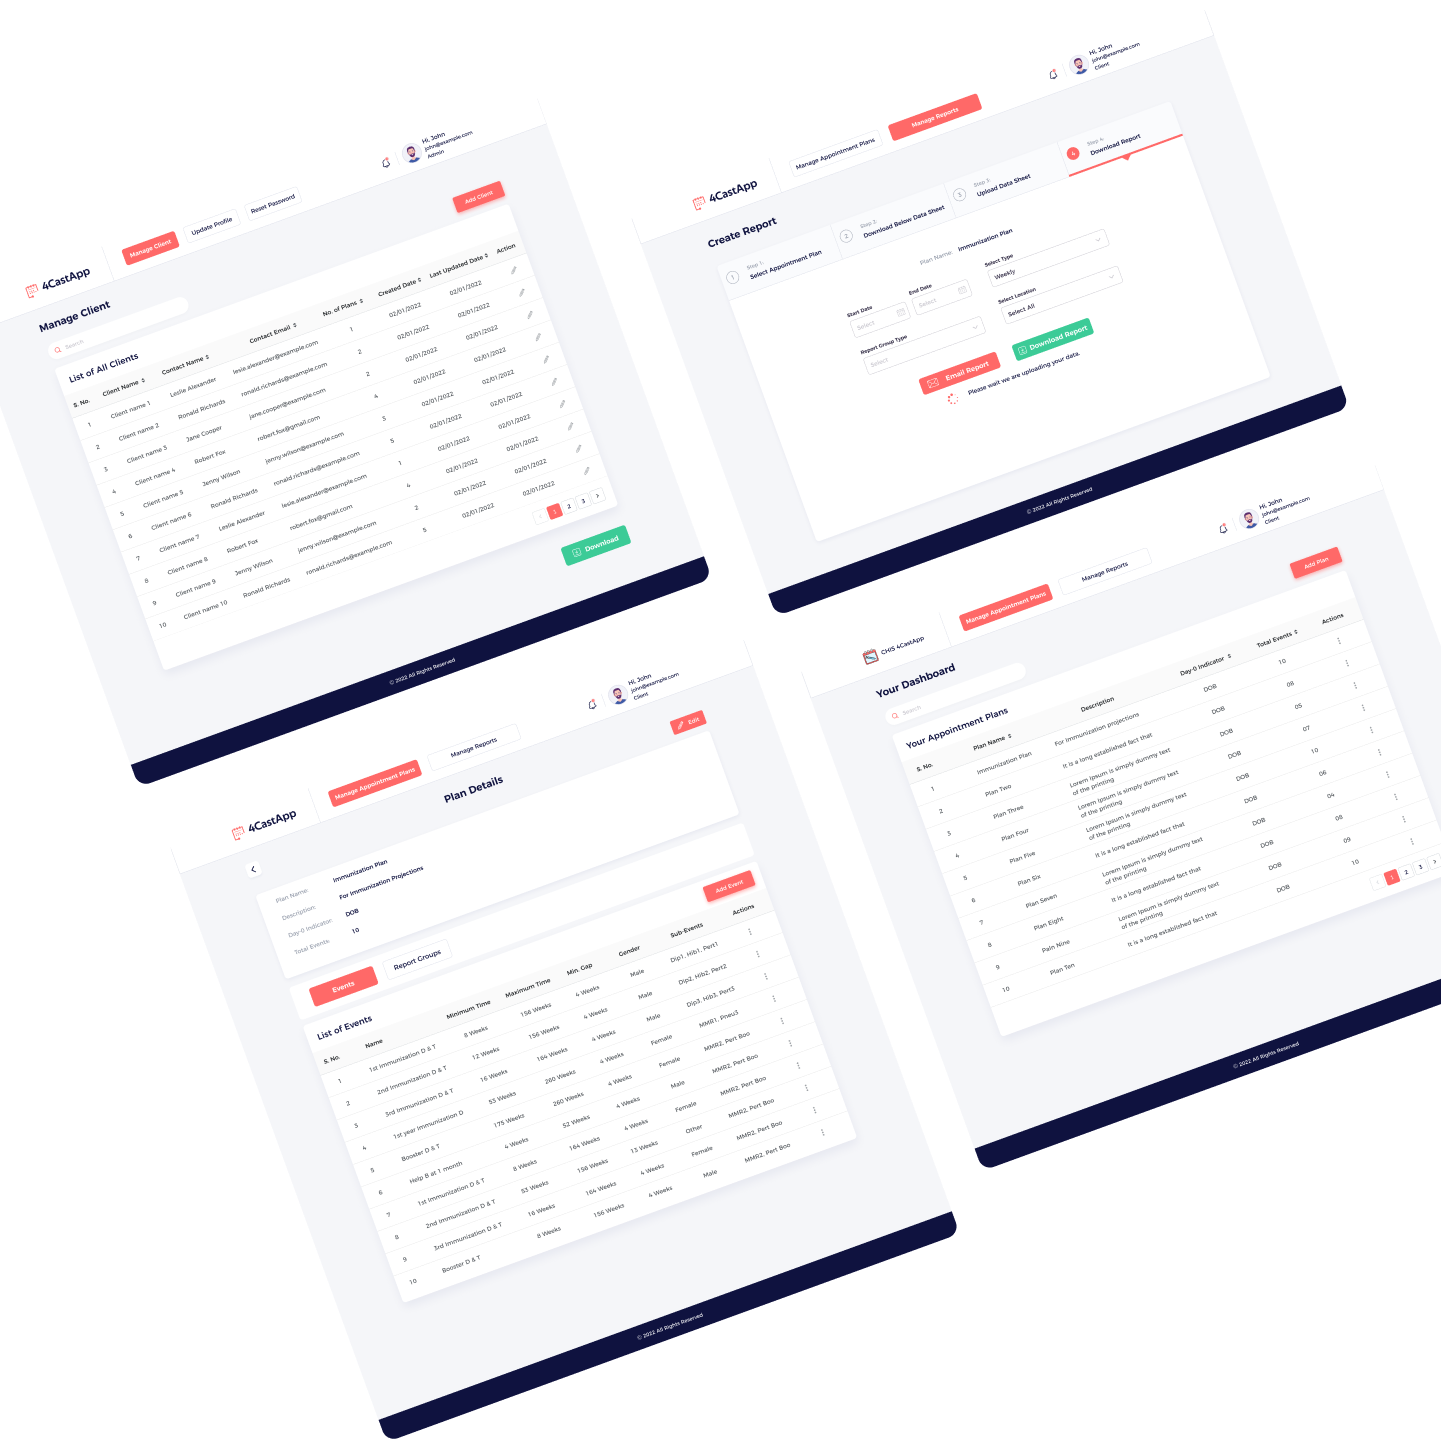 Hi, John
john@example.com
Admin
4CastApp
Manage Client
Update Profile
Reset Password
Manage Client
Add Client
Search
List of All Clients
S. No. Client Name Contact Name Contact Email No. of Plans Created Date Last Updated Date Action
1 Client name 1 Leslie Alexander lesie.alexander@example.com 1 02/01/2022 02/01/2022
2 Client name 2 Ronald Richards ronald.richards@example.com 2 02/01/2022 02/01/2022
3 Client name 3 Jane Cooper jane.cooper@example.com 2 02/01/2022 02/01/2022
4 Client name 4 Robert Fox robert.fox@gmail.com 4 02/01/2022 02/01/2022
5 Client name 5 Jenny Wilson jenny.wilson@example.com 5 02/01/2022 02/01/2022
6 Client name 6 Ronald Richards ronald.richards@example.com 5 02/01/2022 02/01/2022
7 Client name 7 Leslie Alexander lesie.alexander@example.com 1 02/01/2022 02/01/2022
8 Client name 8 Robert Fox robert.fox@gmail.com 4 02/01/2022 02/01/2022
9 Client name 9 Jenny Wilson jenny.wilson@example.com 2 02/01/2022 02/01/2022
10 Client name 10 Ronald Richards ronald.richards@example.com 5 02/01/2022 02/01/2022
1 2 3
Download
© 2022 All Rights Reserved
Hi, John
john@example.com
Client
4CastApp
Manage Appointment Plans
Manage Reports
Create Report
1 Step 1: Select Appointment Plan
2 Step 2: Download Below Data Sheet
3 Step 3: Upload Data Sheet
4 Step 4: Download Report
Plan Name: Immunization Plan
Start Date
Select
End Date
Select
Select Type
Weekly
Report Group Type
Select
Select Location
Select All
Email Report
Download Report
Please wait we are uploading your data.
© 2022 All Rights Reserved
Hi, John
john@example.com
Client
4CastApp
Manage Appointment Plans
Manage Reports
Plan Details
Edit
Plan Name: Immunization Plan
Description: For Immunization Projections
Day-0 Indicator: DOB
Total Events: 10
Events
Report Groups
List of Events
Add Event
S. No. Name Minimum Time Maximum Time Min. Gap Gender Sub-Events Actions
1 1st Immunization D & T 8 Weeks 156 Weeks 4 Weeks Male Dip1, Hib1, Pert1
2 2nd Immunization D & T 12 Weeks 156 Weeks 4 Weeks Male Dip2, Hib2, Pert2
3 3rd Immunization D & T 16 Weeks 164 Weeks 4 Weeks Male Dip3, Hib3, Pert3
4 1st year Immunization D 53 Weeks 260 Weeks 4 Weeks Female MMR1, Pneu3
5 Booster D & T 175 Weeks 260 Weeks 4 Weeks Female MMR2, Pert Boo
6 Help B at 1 month 4 Weeks 52 Weeks 4 Weeks Male MMR2, Pert Boo
7 1st Immunization D & T 8 Weeks 164 Weeks 4 Weeks Female MMR2, Pert Boo
8 2nd Immunization D & T 53 Weeks 156 Weeks 13 Weeks Other MMR2, Pert Boo
9 3rd Immunization D & T 16 Weeks 164 Weeks 4 Weeks Female MMR2, Pert Boo
10 Booster D & T 8 Weeks 156 Weeks 4 Weeks Male MMR2, Pert Boo
© 2022 All Rights Reserved
Hi, John
john@example.com
Client
CHIS 4CastApp
Manage Appointment Plans
Manage Reports
Your Dashboard
Add Plan
Search
Your Appointment Plans
S. No. Plan Name Description Day-0 Indicator Total Events Actions
1 Immunization Plan For Immunization projections DOB 10
2 Plan Two It is a long established fact that DOB 08
3 Plan Three Lorem Ipsum is simply dummy text of the printing DOB 05
4 Plan Four Lorem Ipsum is simply dummy text of the printing DOB 07
5 Plan Five Lorem Ipsum is simply dummy text of the printing DOB 10
6 Plan Six It is a long established fact that DOB 06
7 Plan Seven Lorem Ipsum is simply dummy text of the printing DOB 04
8 Plan Eight It is a long established fact that DOB 08
9 Pain Nine Lorem Ipsum is simply dummy text of the printing DOB 09
10 Plan Ten It is a long established fact that DOB 10
1 2 3
© 2022 All Rights Reserved